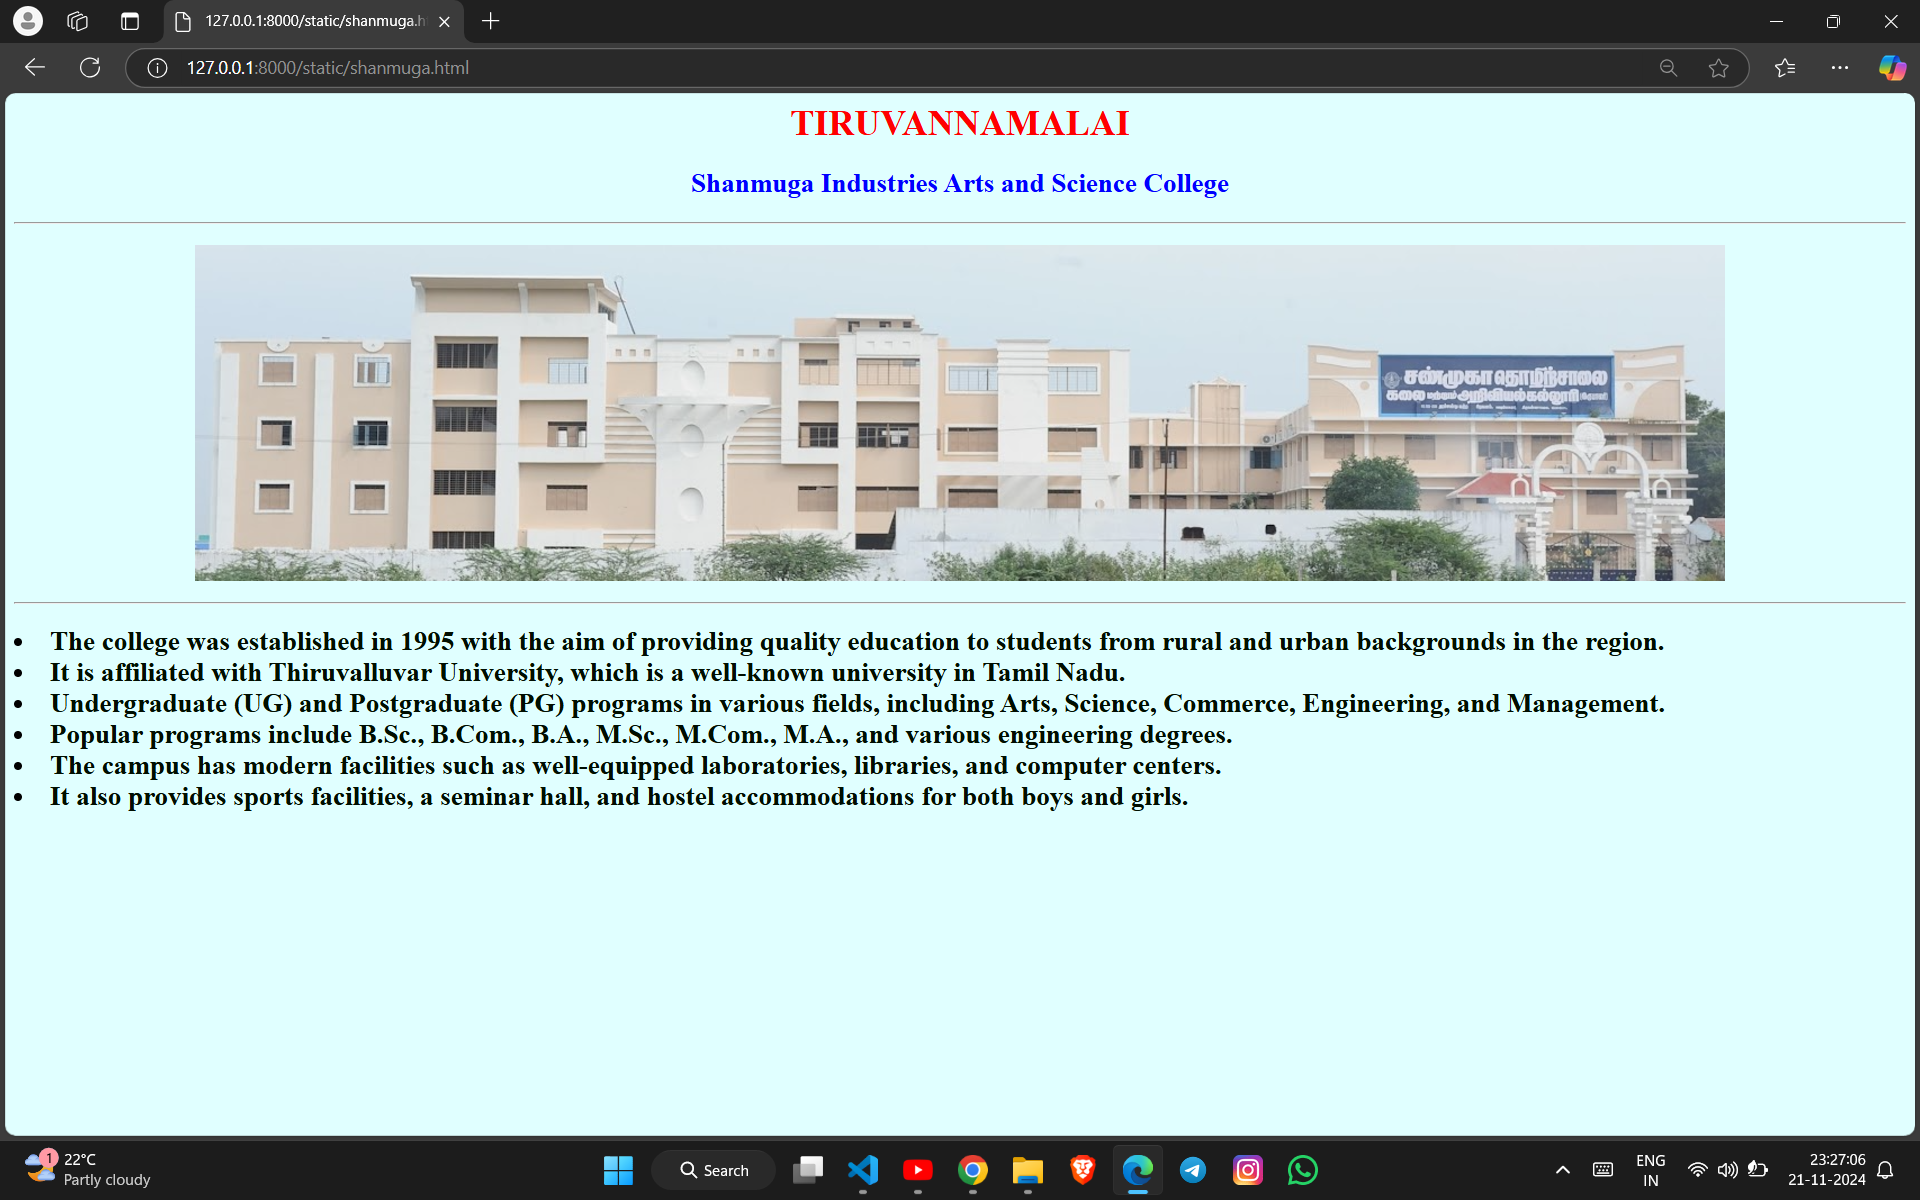 127.0.0.1:8000/static/shanmuga.h
127.0.0.1:8000/static/shanmuga.html
TIRUVANNAMALAI
Shanmuga Industries Arts and Science College
சண்முகா தொழிற்சாலை
கலை மற்றும் அறிவியல் கல்லூரி
• The college was established in 1995 with the aim of providing quality education to students from rural and urban backgrounds in the region.
• It is affiliated with Thiruvalluvar University, which is a well-known university in Tamil Nadu.
• Undergraduate (UG) and Postgraduate (PG) programs in various fields, including Arts, Science, Commerce, Engineering, and Management.
• Popular programs include B.Sc., B.Com., B.A., M.Sc., M.Com., M.A., and various engineering degrees.
• The campus has modern facilities such as well-equipped laboratories, libraries, and computer centers.
• It also provides sports facilities, a seminar hall, and hostel accommodations for both boys and girls.
1
22°C
Partly cloudy
Search
ENG
IN
23:27:06
21-11-2024